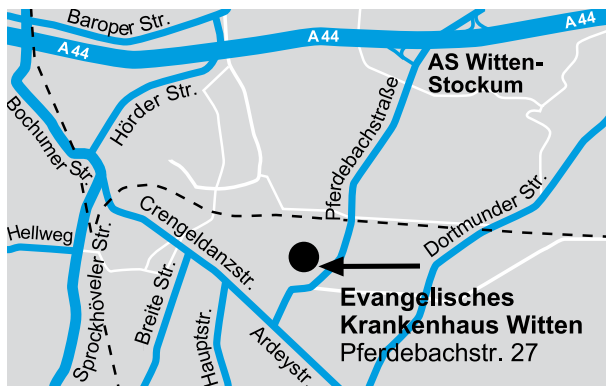 Baroper Str.
A 44
A 44
A 44
AS Witten-
Stockum
Bochumer Str.
Hörder Str.
Pferdebachstraße
Dortmunder Str.
Hellweg
Crengeldanzstr.
Sprockhöveler Str.
Breite Str.
Hauptstr.
Ardeystr.
Evangelisches
Krankenhaus Witten
Pferdebachstr. 27